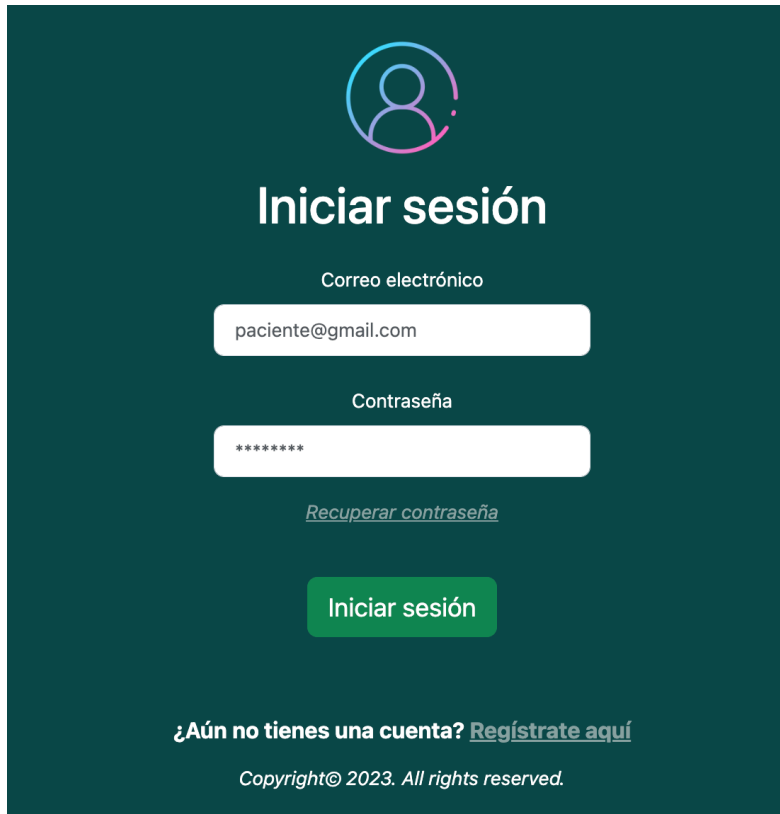 Iniciar sesión
Correo electrónico
paciente@gmail.com
Contraseña
********
Recuperar contraseña
Iniciar sesión
¿Aún no tienes una cuenta? Regístrate aquí
Copyright© 2023. All rights reserved.